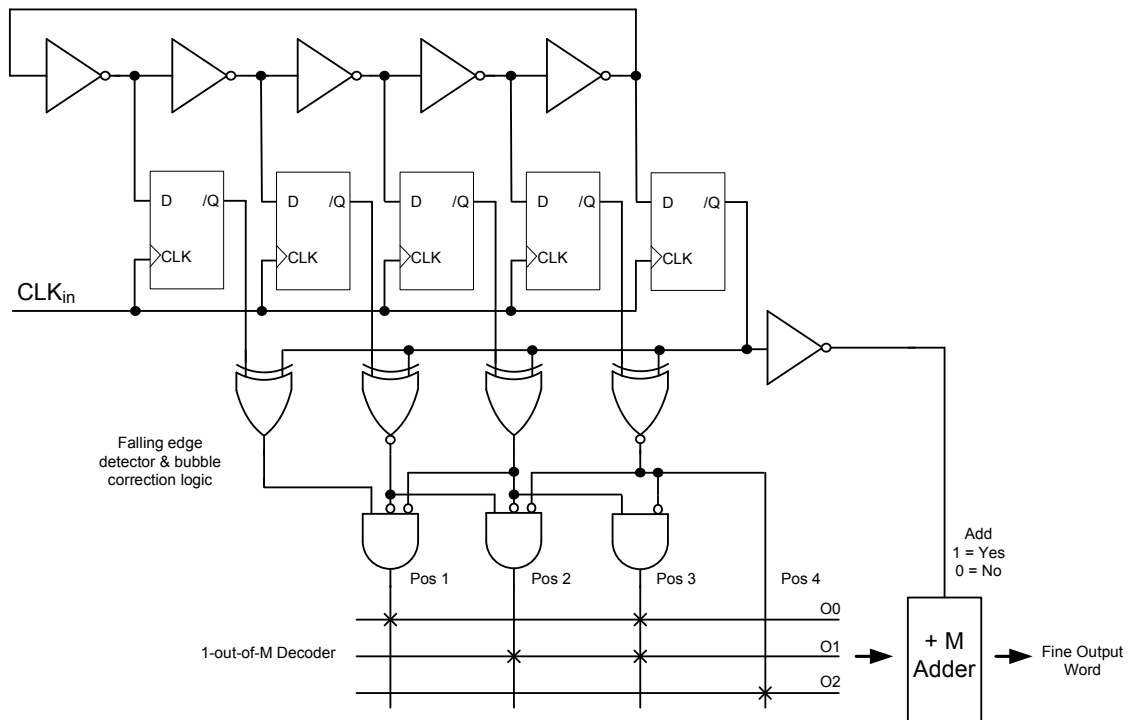 D /Q
CLK
D /Q
CLK
D /Q
CLK
D /Q
CLK
D /Q
CLK
CLKin
Falling edge
detector & bubble
correction logic
Add
1 = Yes
0 = No
Pos 1
Pos 2
Pos 3
Pos 4
O0
1-out-of-M Decoder
O1
O2
+ M
Adder
Fine Output
Word